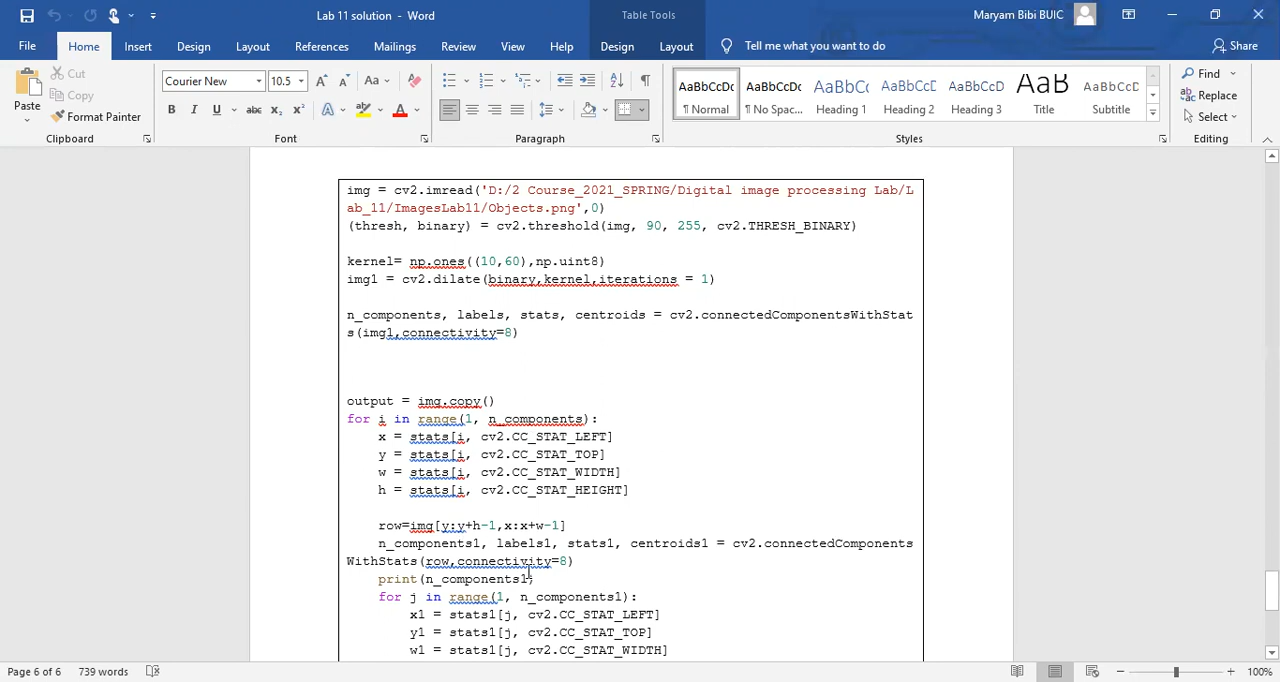 Lab 11 solution - Word
Table Tools
Maryam Bibi BUIC
File Home Insert Design Layout References Mailings Review View Help Design Layout Tell me what you want to do Share
Paste
Cut
Copy
Format Painter
Clipboard
Courier New 10.5
Font
Paragraph
AaBbCcDc AaBbCcDc AaBbC AaBbCcC AaBbCcD AaB AaBbCcD
¶ Normal ¶ No Spac... Heading 1 Heading 2 Heading 3 Title Subtitle
Styles
Find
Replace
Select
Editing
img = cv2.imread('D:/2 Course_2021_SPRING/Digital image processing Lab/L
ab_11/ImagesLab11/Objects.png',0)
(thresh, binary) = cv2.threshold(img, 90, 255, cv2.THRESH_BINARY)
kernel= np.ones((10,60),np.uint8)
img1 = cv2.dilate(binary,kernel,iterations = 1)
n_components, labels, stats, centroids = cv2.connectedComponentsWithStat
s(img1,connectivity=8)
output = img.copy()
for i in range(1, n_components):
x = stats[i, cv2.CC_STAT_LEFT]
y = stats[i, cv2.CC_STAT_TOP]
w = stats[i, cv2.CC_STAT_WIDTH]
h = stats[i, cv2.CC_STAT_HEIGHT]
row=img[y:y+h-1,x:x+w-1]
n_components1, labels1, stats1, centroids1 = cv2.connectedComponents
WithStats(row,connectivity=8)
print(n_components1)
for j in range(1, n_components1):
x1 = stats1[j, cv2.CC_STAT_LEFT]
y1 = stats1[j, cv2.CC_STAT_TOP]
w1 = stats1[j, cv2.CC_STAT_WIDTH]
Page 6 of 6 739 words
100%